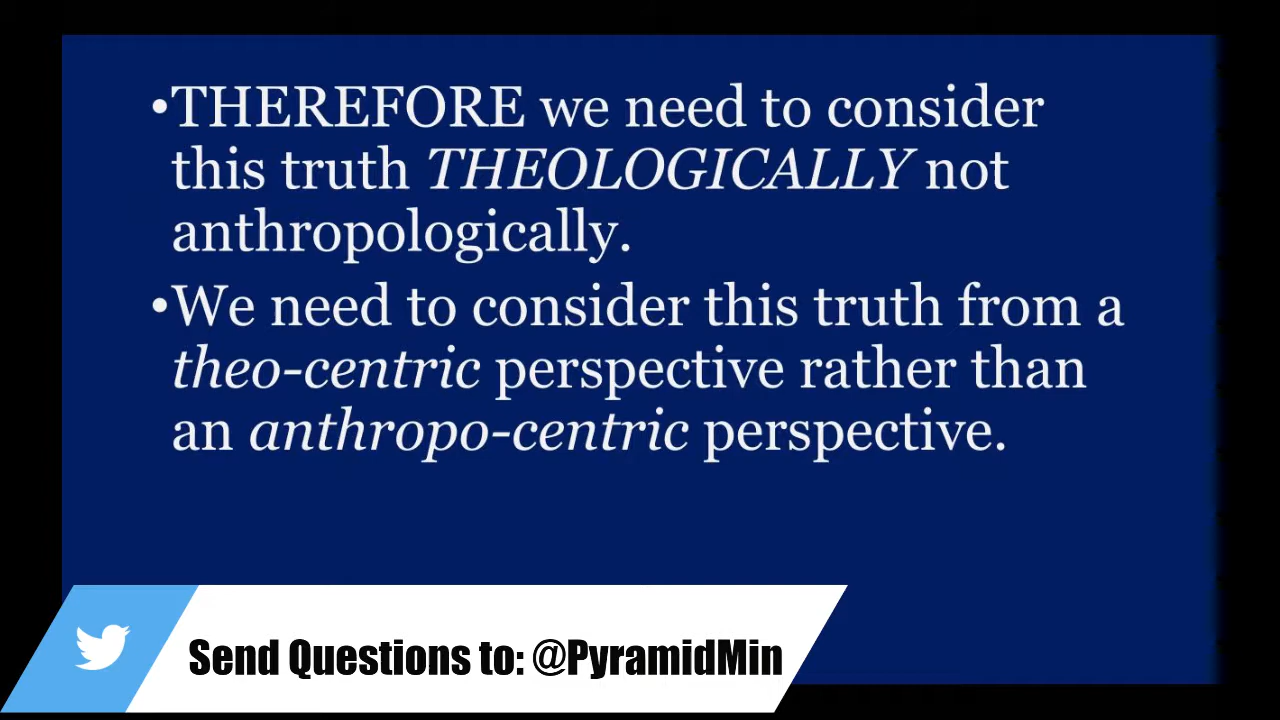 •THEREFORE we need to consider
this truth THEOLOGICALLY not
anthropologically.
•We need to consider this truth from a
theo-centric perspective rather than
an anthropo-centric perspective.
Send Questions to: @PyramidMin